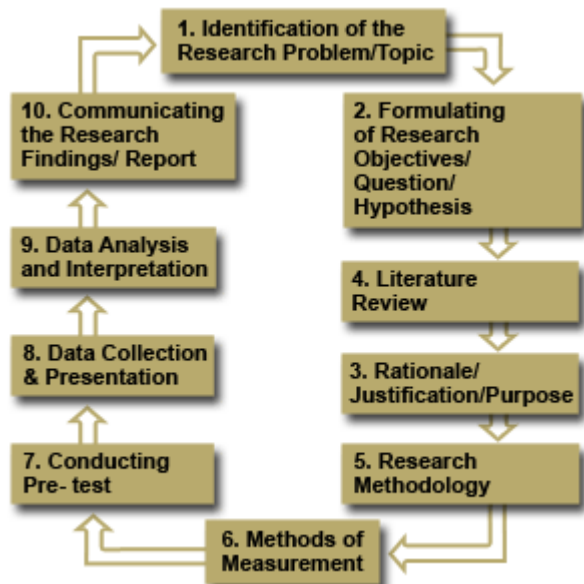 1. Identification of the
Research Problem/Topic
2. Formulating
of Research
Objectives/
Question/
Hypothesis
4. Literature
Review
3. Rationale/
Justification/Purpose
5. Research
Methodology
6. Methods of
Measurement
7. Conducting
Pre- test
8. Data Collection
& Presentation
9. Data Analysis
and Interpretation
10. Communicating
the Research
Findings/ Report